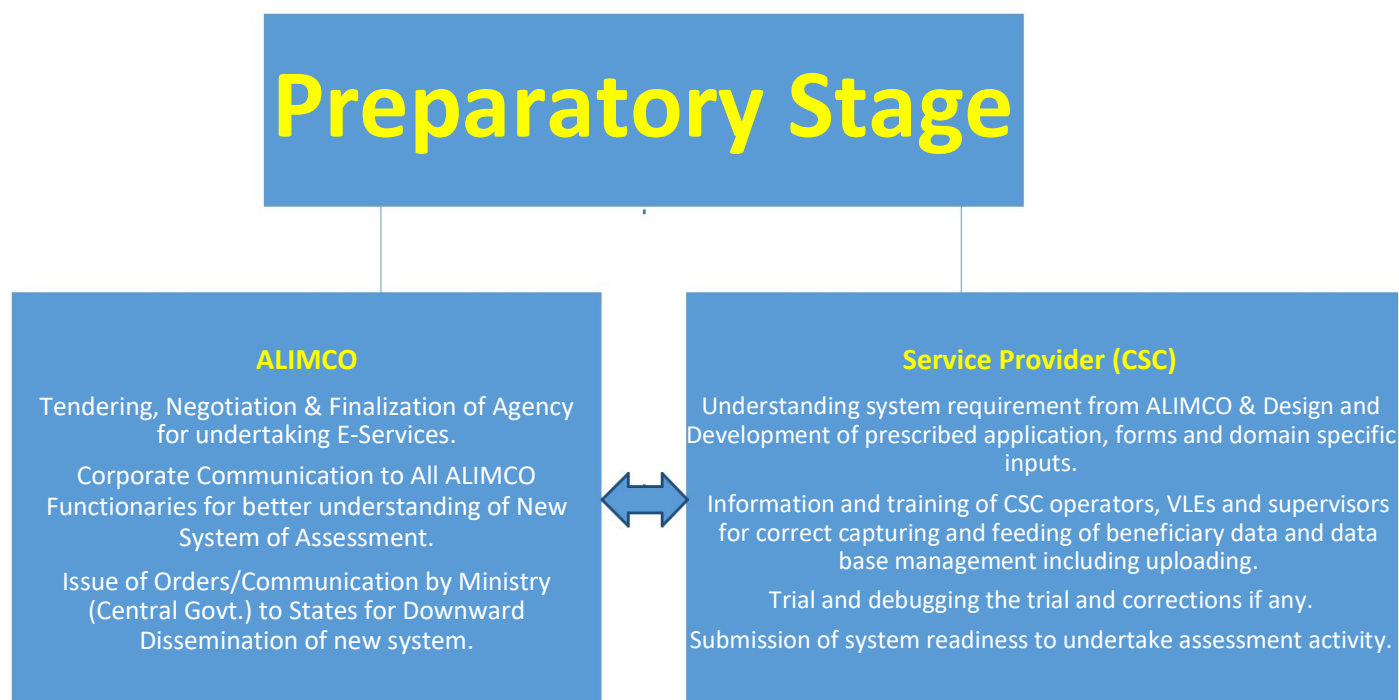 Preparatory Stage
ALIMCO
Tendering, Negotiation & Finalization of Agency
for undertaking E-Services.
Corporate Communication to All ALIMCO
Functionaries for better understanding of New
System of Assessment.
Issue of Orders/Communication by Ministry
(Central Govt.) to States for Downward
Dissemination of new system.
Service Provider (CSC)
Understanding system requirement from ALIMCO & Design and
Development of prescribed application, forms and domain specific
inputs.
Information and training of CSC operators, VLEs and supervisors
for correct capturing and feeding of beneficiary data and data
base management including uploading.
Trial and debugging the trial and corrections if any.
Submission of system readiness to undertake assessment activity.